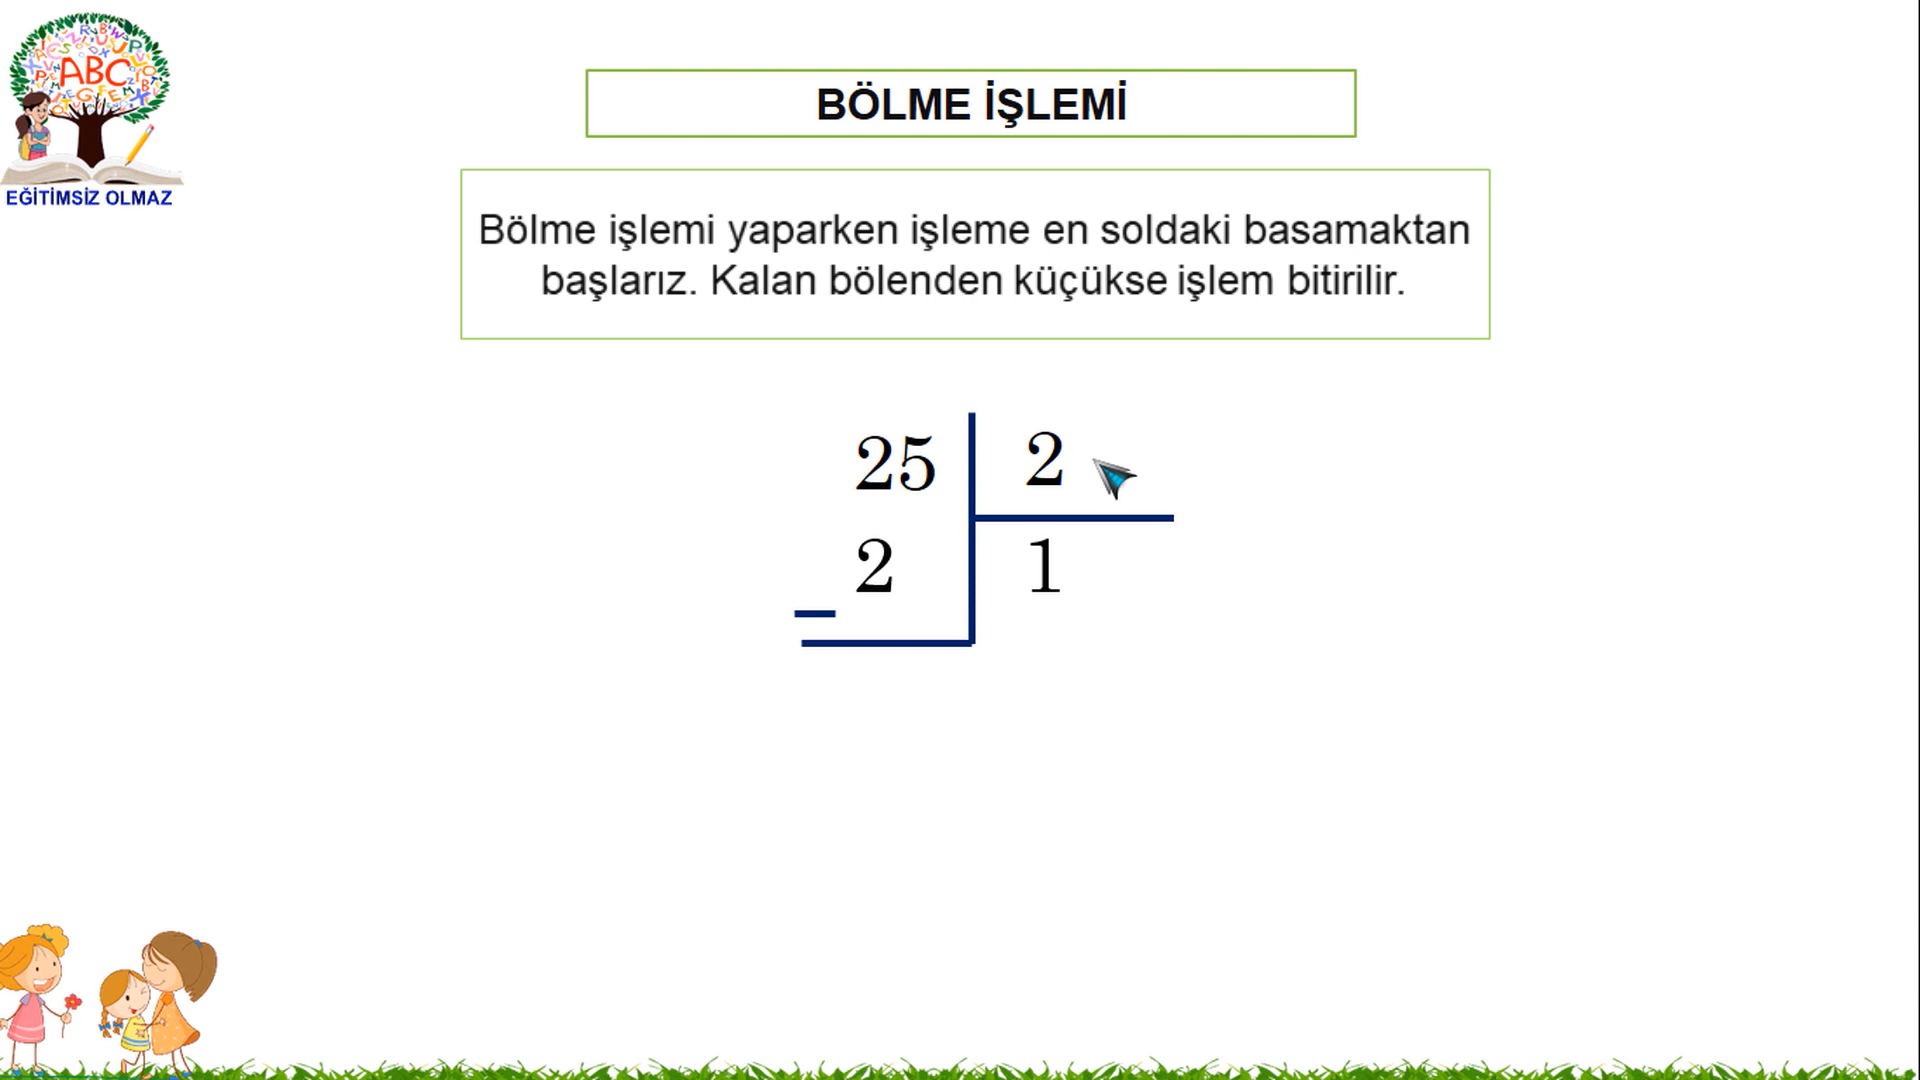 ABC
EĞİTİMSİZ OLMAZ
BÖLME İŞLEMİ
Bölme işlemi yaparken işleme en soldaki basamaktan
başlarız. Kalan bölenden küçükse işlem bitirilir.
25 2
2 1